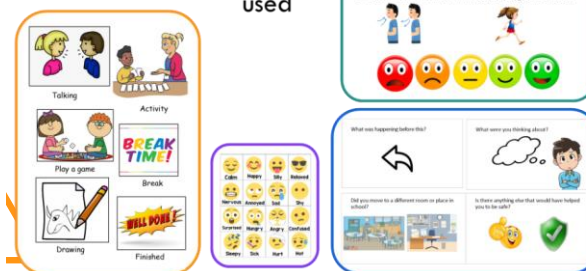 used
Talking
Activity
Play a game
BREAK
TIME!
Break
Drawing
WELL DONE!
Finished
Calm Happy Silly Relaxed
Nervous Annoyed Sad Shy
Surprised Hungry Angry Confused
Sleepy Sick Hurt Hot
What was happening before this?
What were you thinking about?
Did you move to a different room or place in
school?
Is there anything else that would have helped
you to be safe?